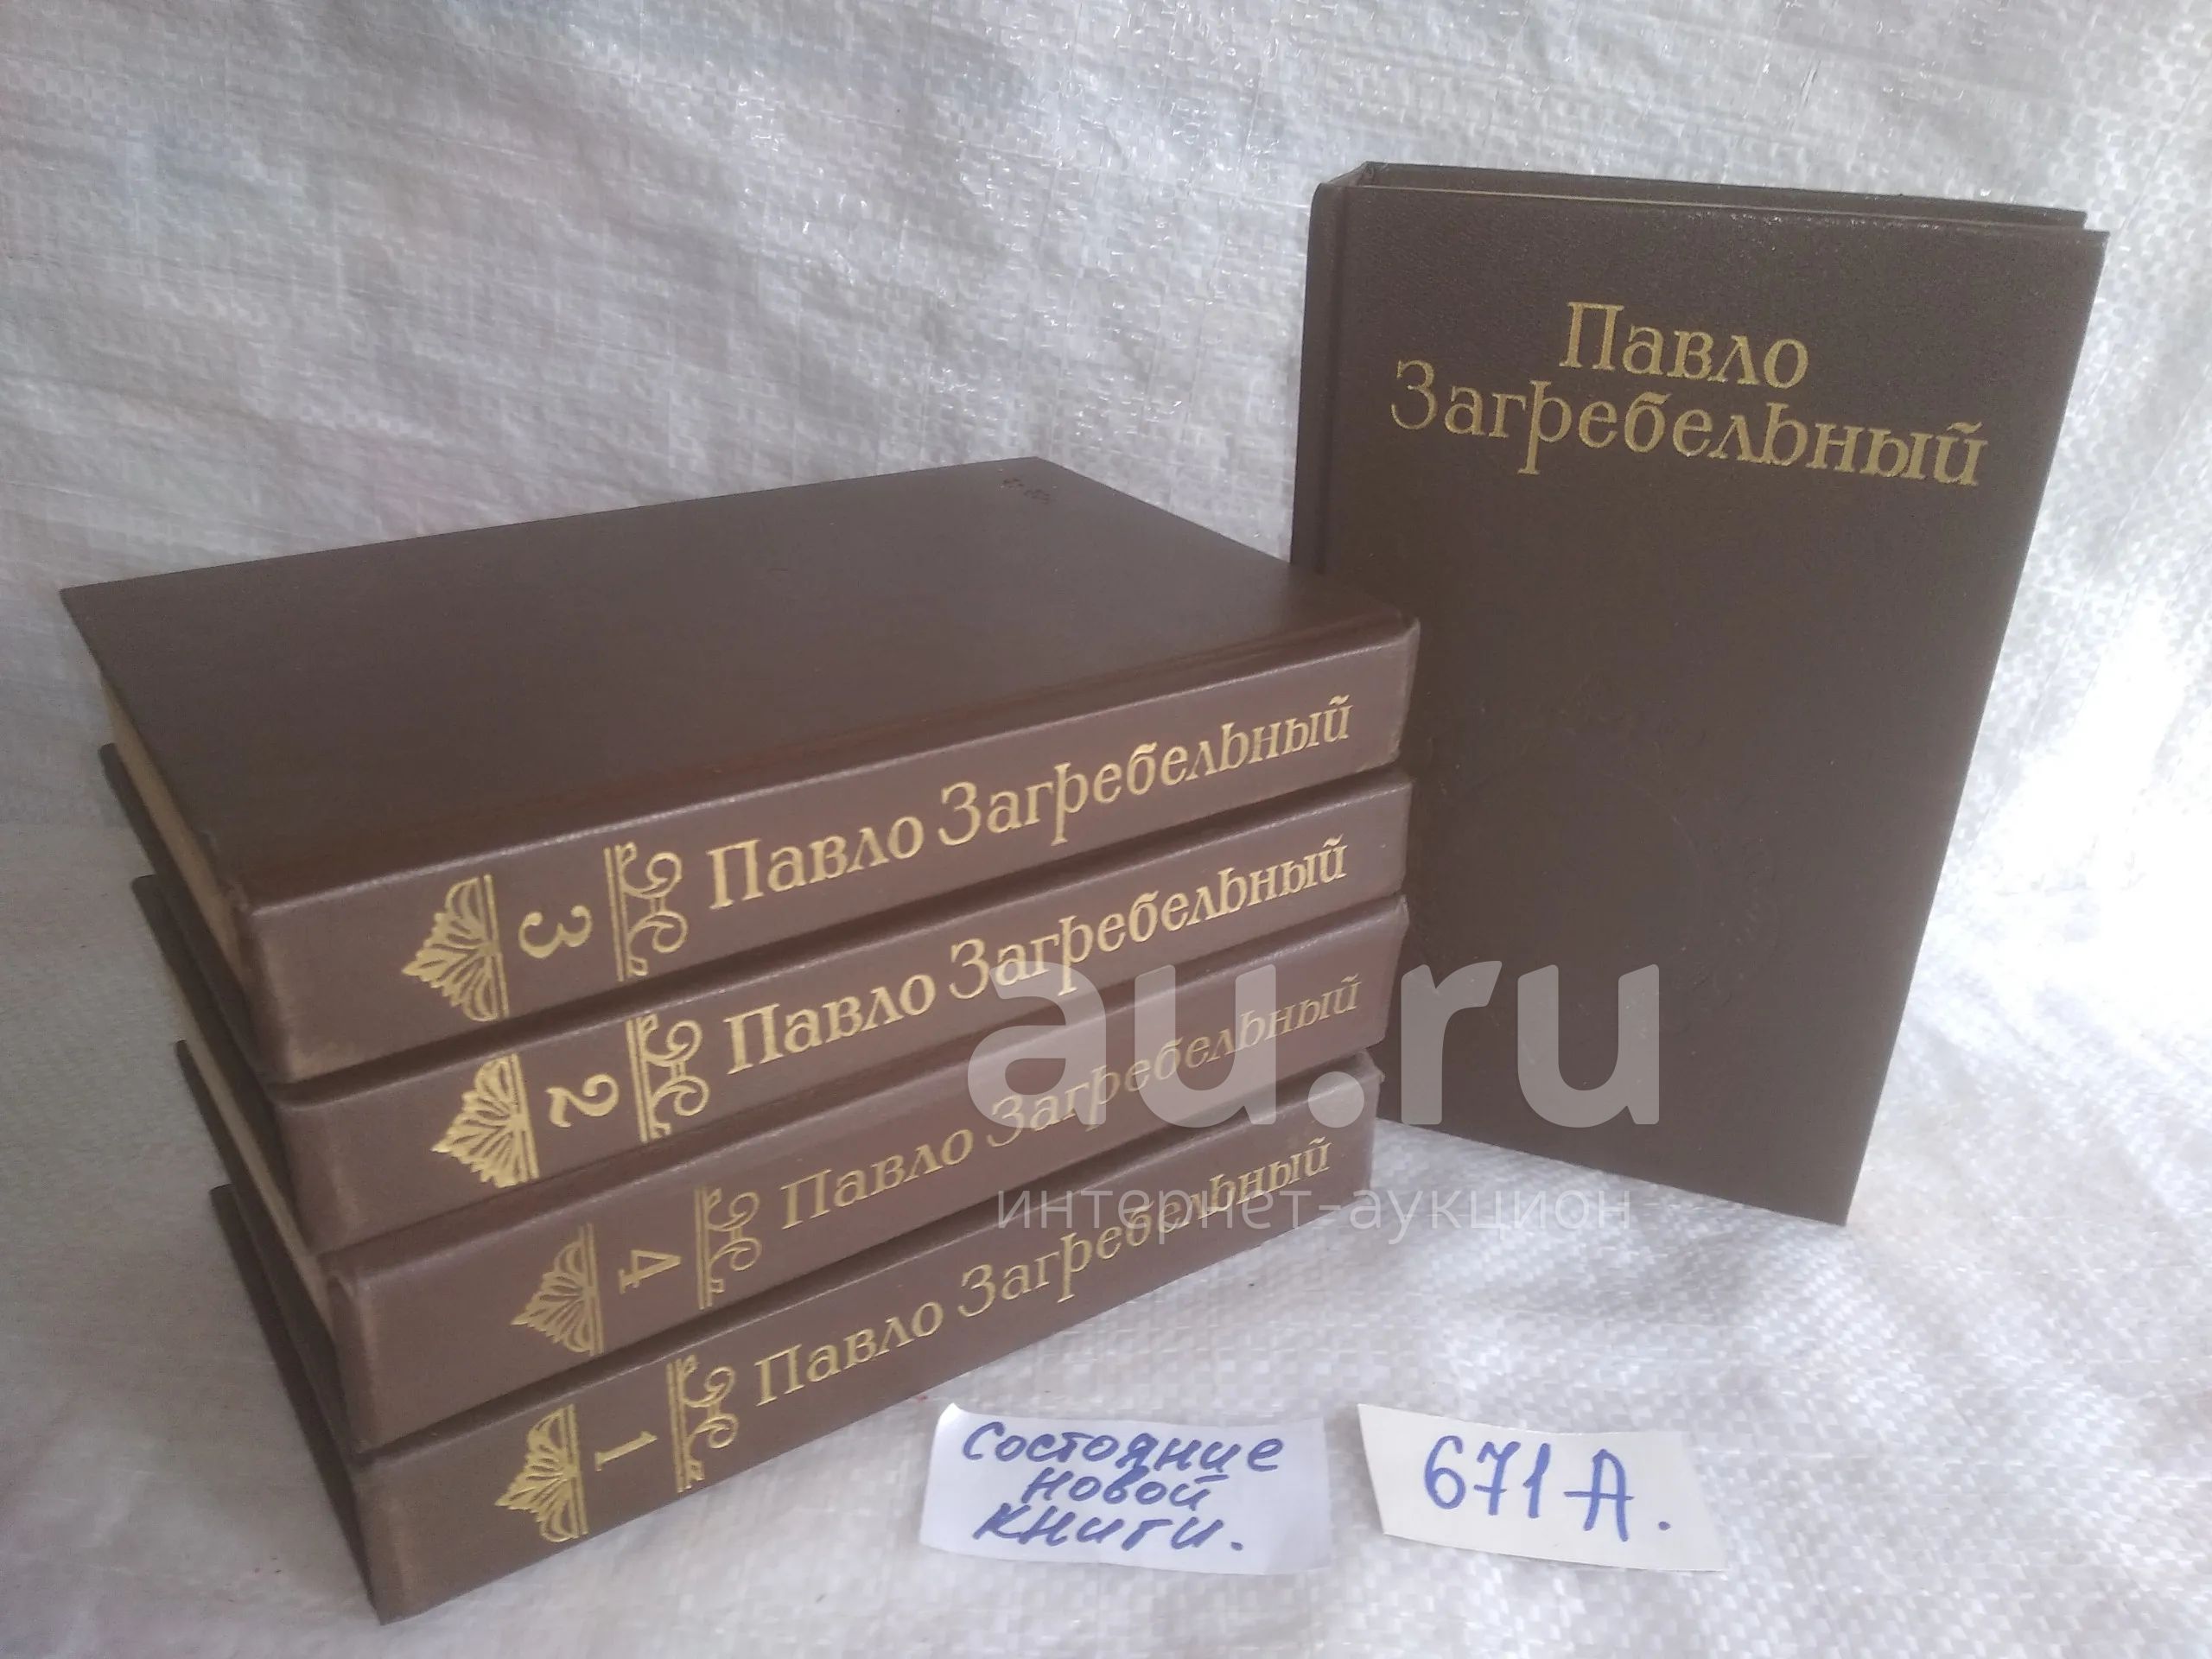 Павло
Загребельный
3 Павло Загребельный
2 Павло Загребельный
4 Павло Загребельный
1 Павло Загребельный
au.ru
интернет-аукцион
Состояние
новой
книги.
671А.